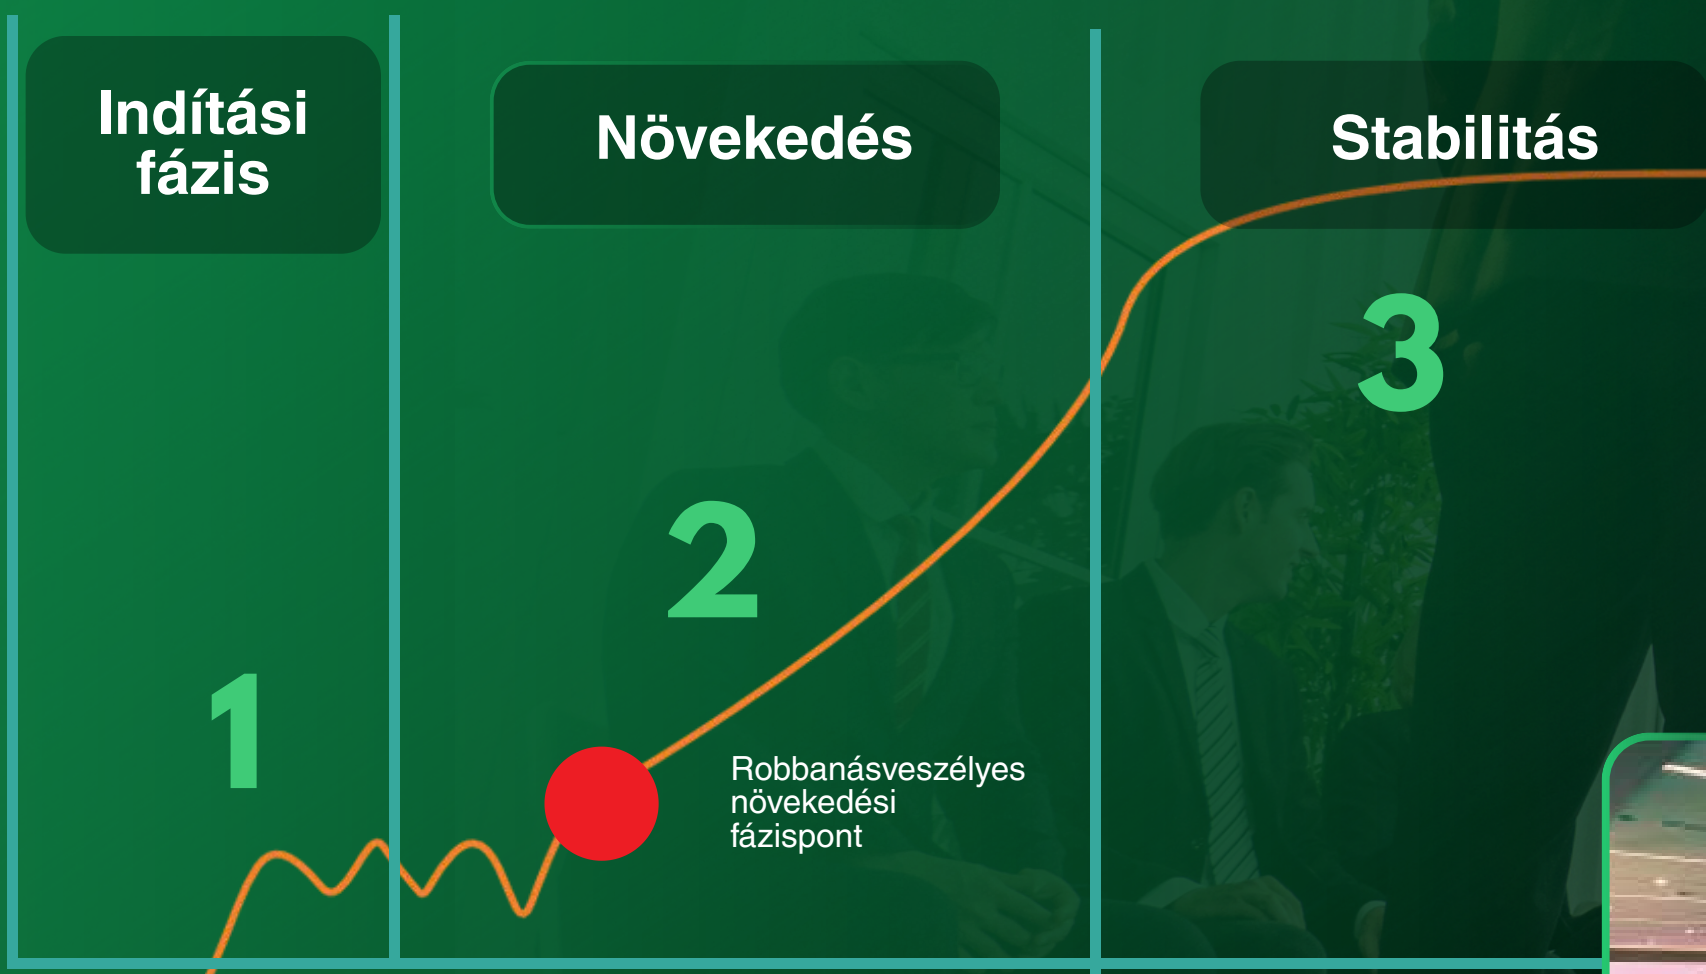 Indítási
fázis
Növekedés
Stabilitás
3
2
1
Robbanásveszélyes
növekedési
fázispont